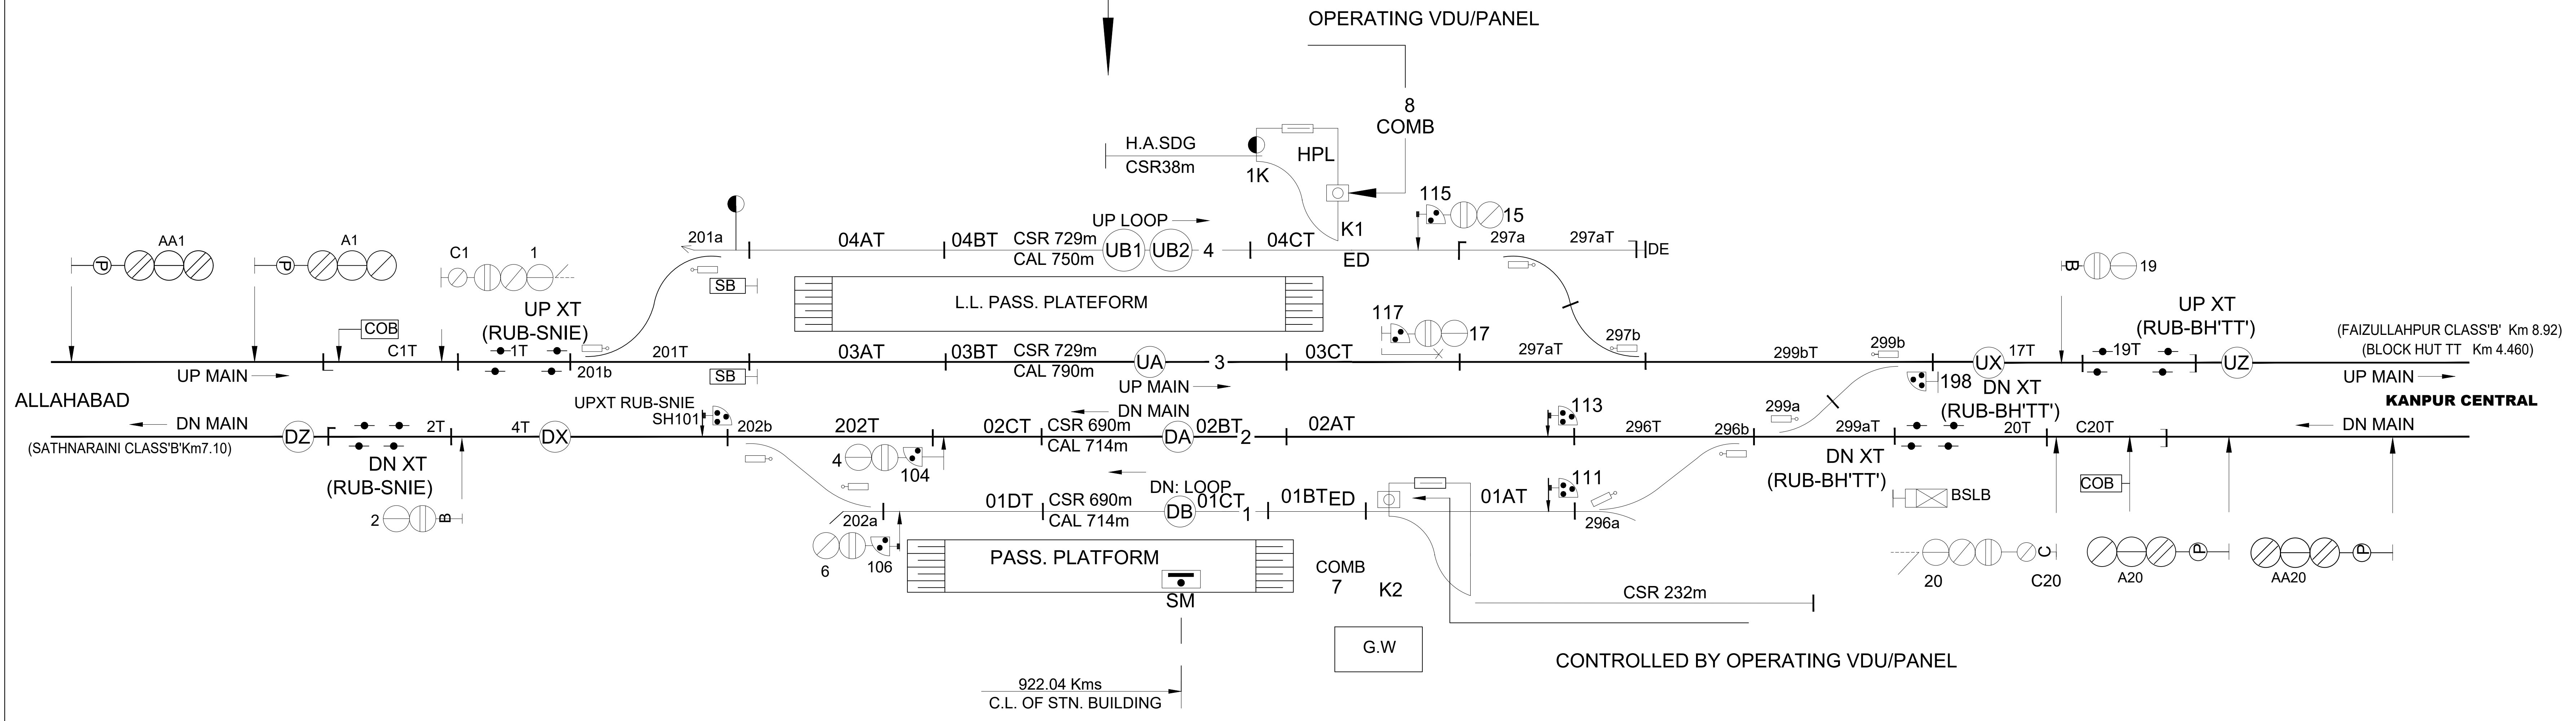 OPERATING VDU/PANEL
8
COMB
H.A.SDG
CSR38m
HPL
1K
K1
115
15
UP LOOP
201a
04AT
04BT
CSR 729m
CAL 750m
UB1
UB2
4
04CT
ED
297a
297aT
DE
AA1
P
A1
P
C1
1
UP XT
(RUB-SNIE)
SB
L.L. PASS. PLATEFORM
117
17
B
19
UP XT
(RUB-BH'TT')
(FAIZULLAHPUR CLASS'B' Km 8.92)
(BLOCK HUT TT Km 4.460)
COB
C1T
1T
201b
201T
03AT
03BT
CSR 729m
CAL 790m
UA
3
03CT
297aT
297b
299bT
299b
UX
17T
19T
UZ
UP MAIN
SB
UP MAIN
UP MAIN
ALLAHABAD
198
DN XT
(RUB-BH'TT')
KANPUR CENTRAL
DN MAIN
UPXT RUB-SNIE
SH101
DN MAIN
113
299a
DN MAIN
(SATHNARAINI CLASS'B'Km7.10)
DZ
2T
4T
DX
202b
202T
02CT
CSR 690m
CAL 714m
DA
02BT
2
02AT
296T
296b
299aT
20T
C20T
DN XT
(RUB-SNIE)
4
104
DN XT
(RUB-BH'TT')
2
B
DN: LOOP
111
BSLB
COB
202a
01DT
CSR 690m
CAL 714m
DB
01CT
1
01BT
ED
01AT
296a
6
106
PASS. PLATFORM
SM
COMB
7
K2
CSR 232m
20
C
C20
P
A20
P
AA20
G.W
CONTROLLED BY OPERATING VDU/PANEL
922.04 Kms
C.L. OF STN. BUILDING